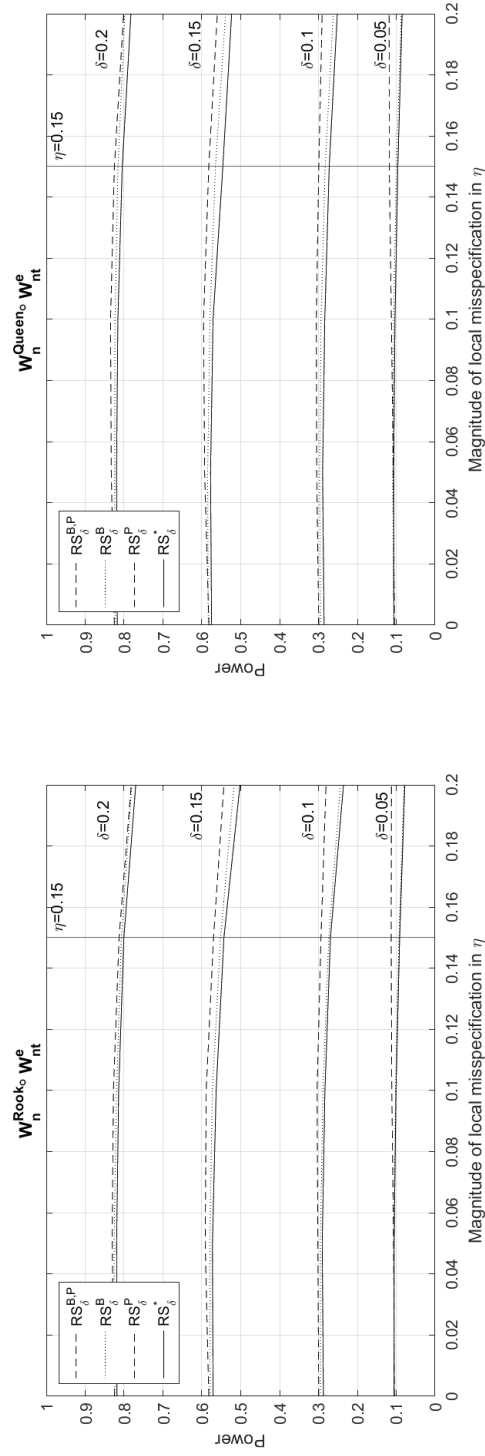 W_n^Rook ∘ W_nt^e
η=0.15
1
0.9
0.8
0.7
0.6
0.5
0.4
0.3
0.2
0.1
0
Power
RS_δ^B,P
RS_δ^B
RS_δ^P
RS_δ^*
δ=0.2
δ=0.15
δ=0.1
δ=0.05
0
0.02
0.04
0.06
0.08
0.1
0.12
0.14
0.16
0.18
0.2
Magnitude of local misspecification in η
W_n^Queen ∘ W_nt^e
η=0.15
1
0.9
0.8
0.7
0.6
0.5
0.4
0.3
0.2
0.1
0
Power
RS_δ^B,P
RS_δ^B
RS_δ^P
RS_δ^*
δ=0.2
δ=0.15
δ=0.1
δ=0.05
0
0.02
0.04
0.06
0.08
0.1
0.12
0.14
0.16
0.18
0.2
Magnitude of local misspecification in η